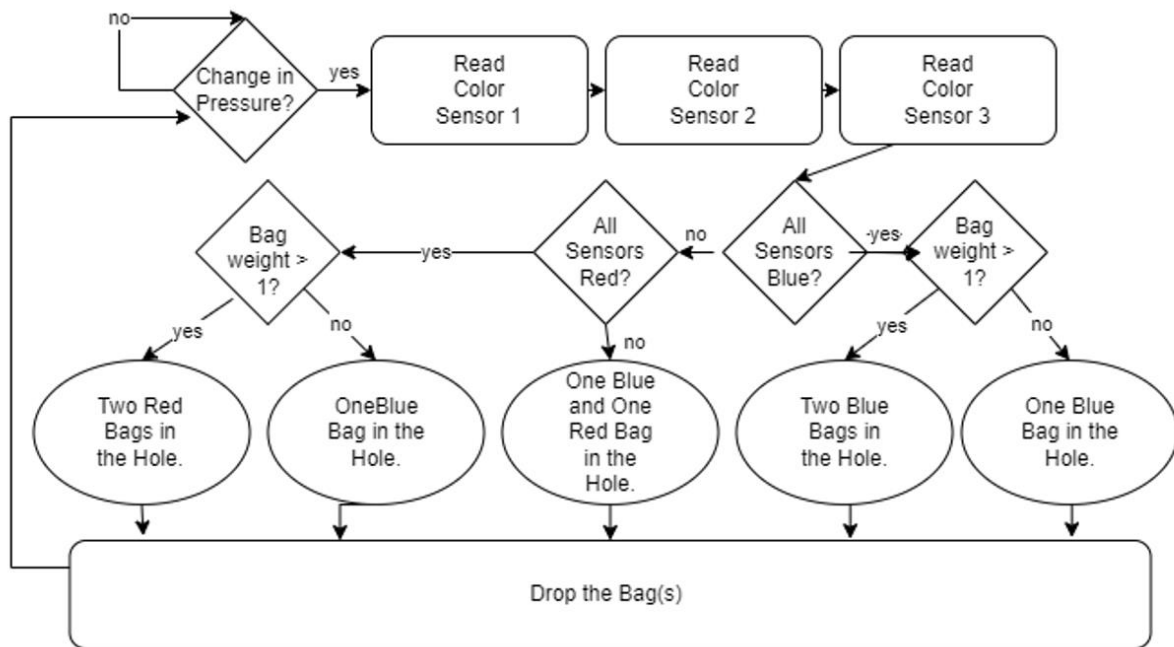 no
Change in
Pressure?
yes
Read
Color
Sensor 1
Read
Color
Sensor 2
Read
Color
Sensor 3
Bag
weight >
1?
yes
All
Sensors
Red?
no
All
Sensors
Blue?
yes
Bag
weight >
1?
yes
no
no
yes
no
Two Red
Bags in
the Hole.
OneBlue
Bag in the
Hole.
One Blue
and One
Red Bag
in the
Hole.
Two Blue
Bags in
the Hole.
One Blue
Bag in the
Hole.
Drop the Bag(s)